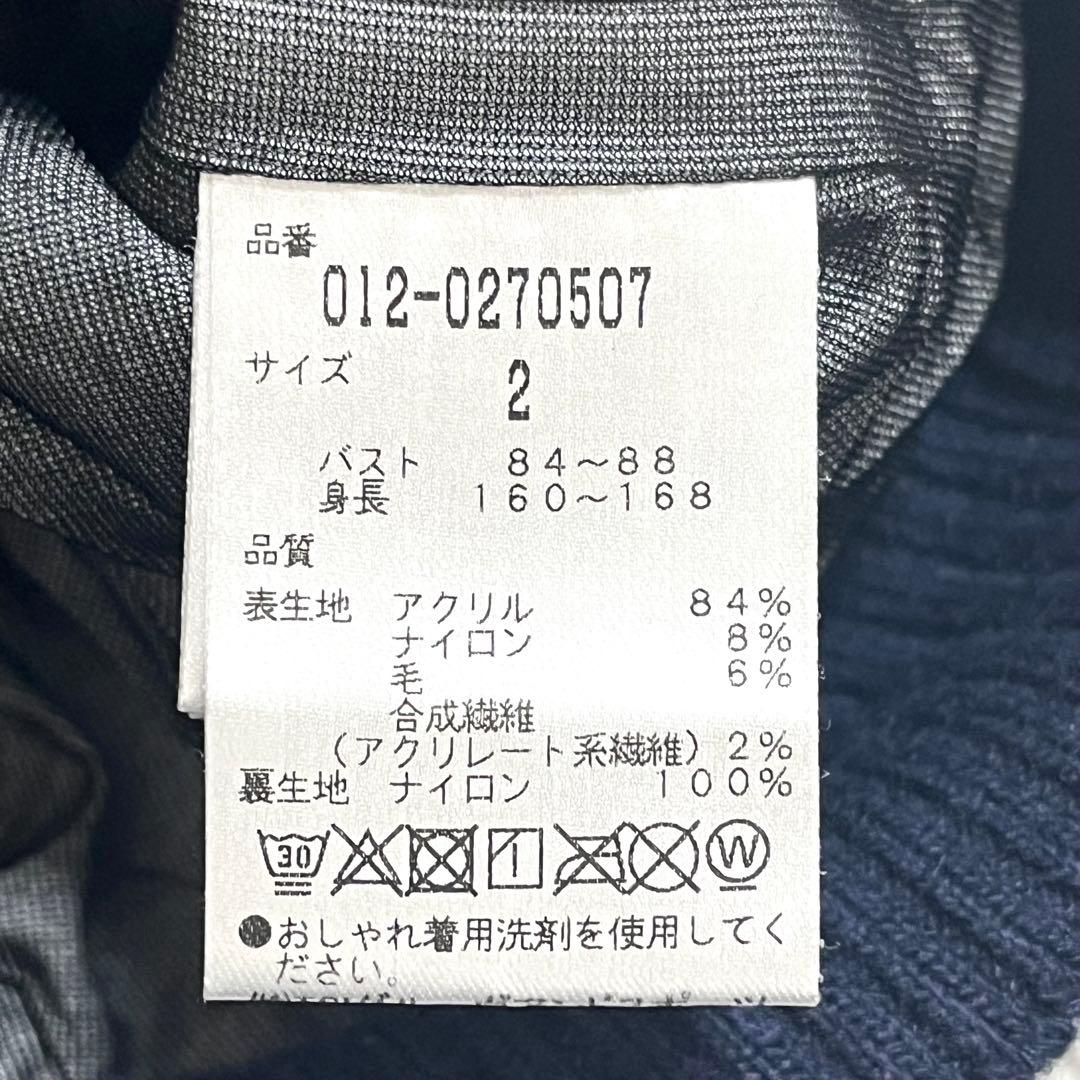 品番
012-0270507
サイズ 2
バスト 84～88
身長 160～168
品質
表生地 アクリル 84%
ナイロン 8%
毛 6%
合成繊維
(アクリレート系繊維) 2%
裏生地 ナイロン 100%
30 W
●おしゃれ着用洗剤を使用してく
ださい。